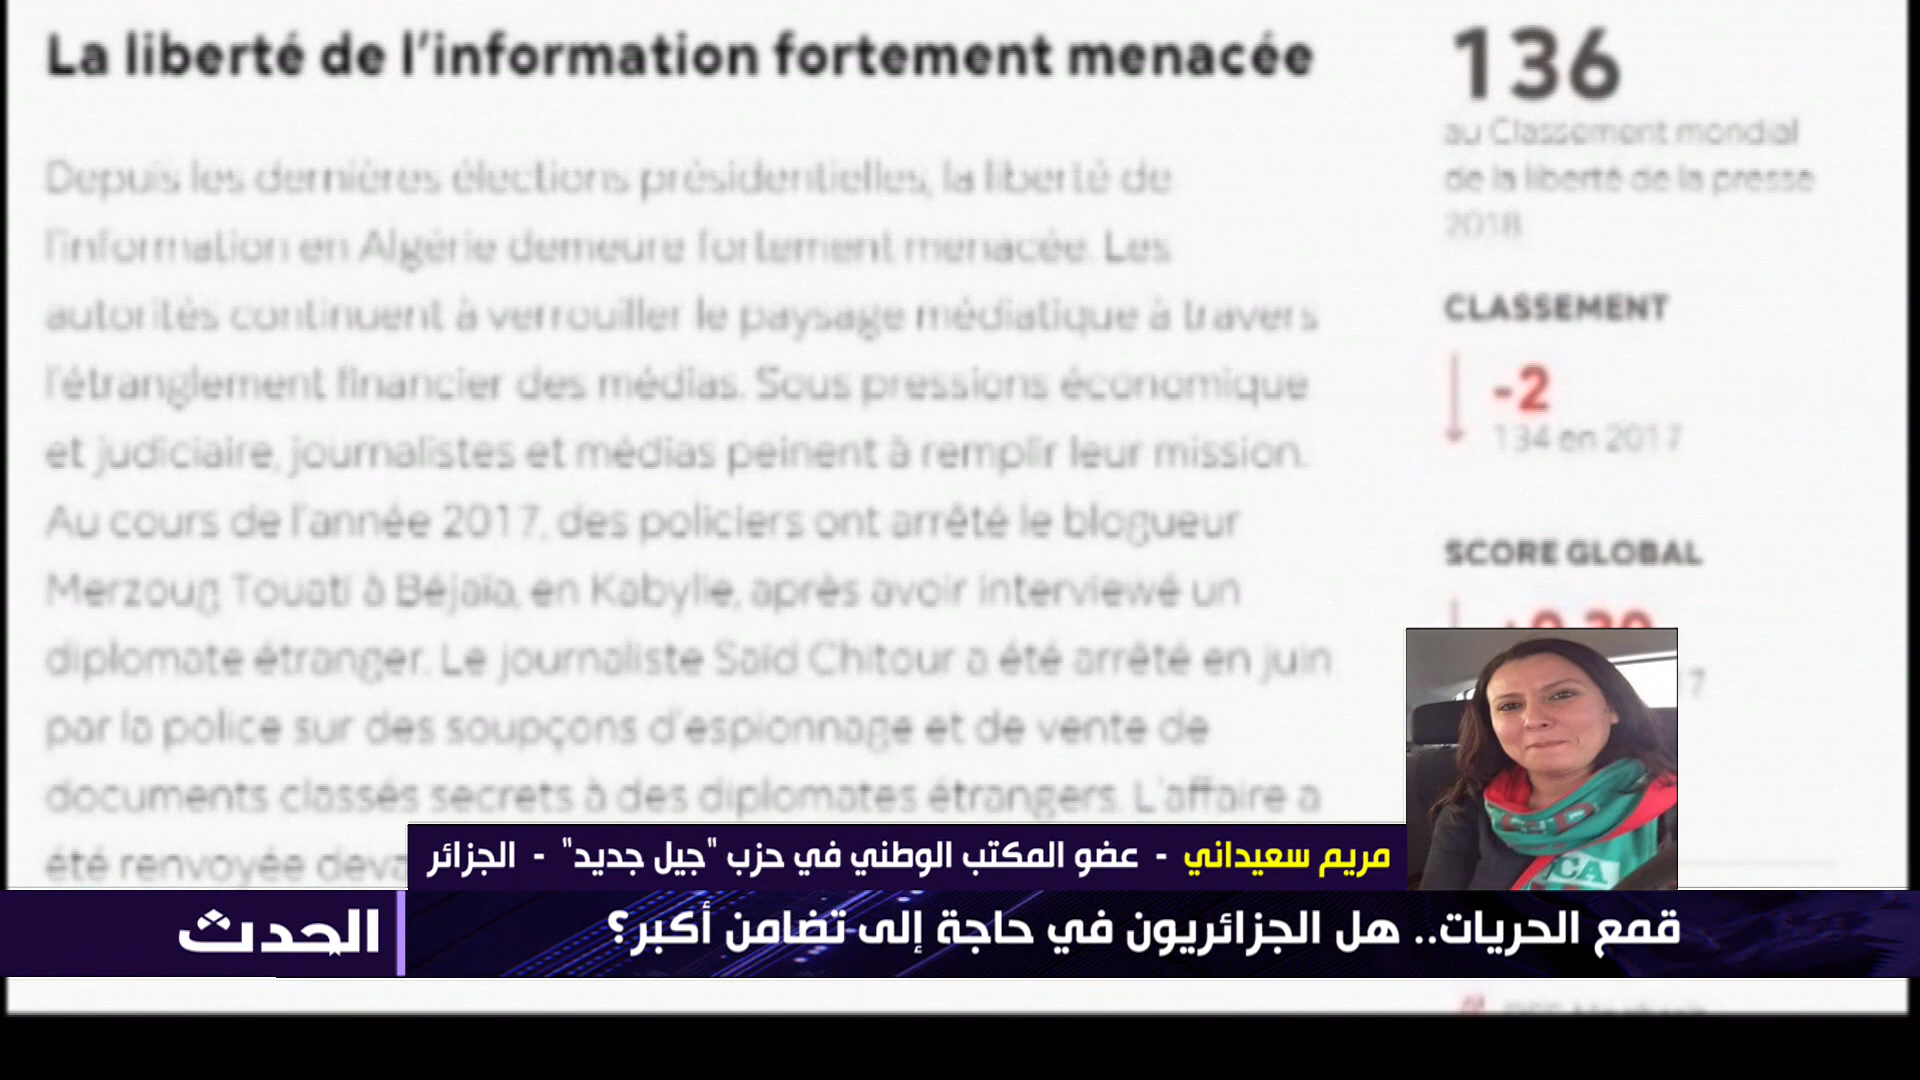 La liberté de l'information fortement menacée
Depuis les dernières élections présidentielles, la liberté de
l'information en Algérie demeure fortement menacée. Les
autorités continuent à verrouiller le paysage médiatique à travers
l'étranglement financier des médias. Sous pressions économique
et judiciaire, journalistes et médias peinent à remplir leur mission.
Au cours de l'année 2017, des policiers ont arrêté le blogueur
Merzoug Touati à Béjaïa, en Kabylie, après avoir interviewé un
diplomate étranger. Le journaliste Saïd Chitour a été arrêté en juin
par la police sur des soupçons d'espionnage et de vente de
documents classés secrets à des diplomates étrangers. L'affaire a
été renvoyée
136
au Classement mondial
de la liberté de la presse
2018
CLASSEMENT
-2
134 en 2017
SCORE GLOBAL
CA
مريم سعيداني - عضو المكتب الوطني في حزب "جيل جديد" - الجزائر
قمع الحريات.. هل الجزائريون في حاجة إلى تضامن أكبر؟
الحدث